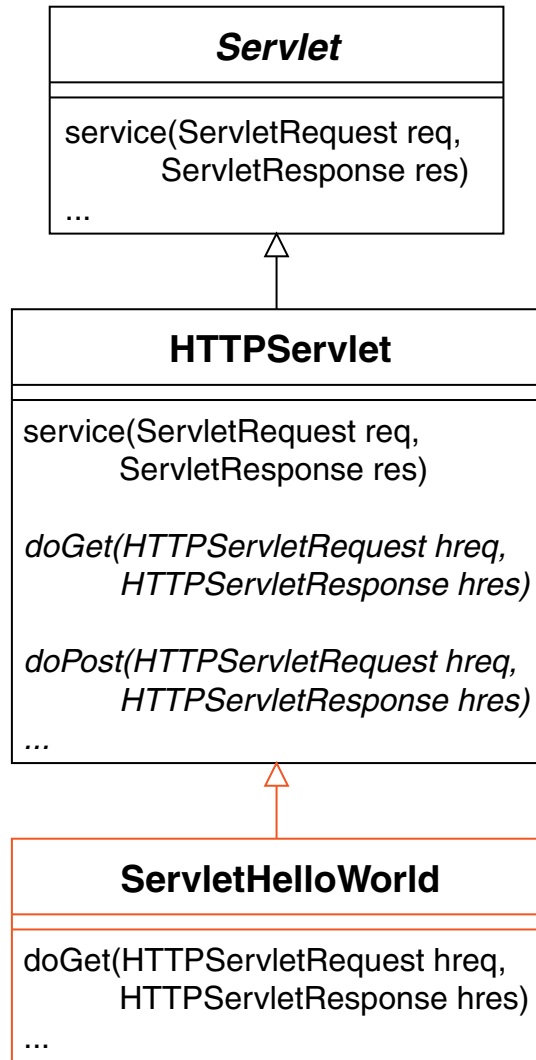 Servlet
service(ServletRequest req,
ServletResponse res)
...
HTTPServlet
service(ServletRequest req,
ServletResponse res)
doGet(HTTPServletRequest hreq,
HTTPServletResponse hres)
doPost(HTTPServletRequest hreq,
HTTPServletResponse hres)
...
ServletHelloWorld
doGet(HTTPServletRequest hreq,
HTTPServletResponse hres)
...